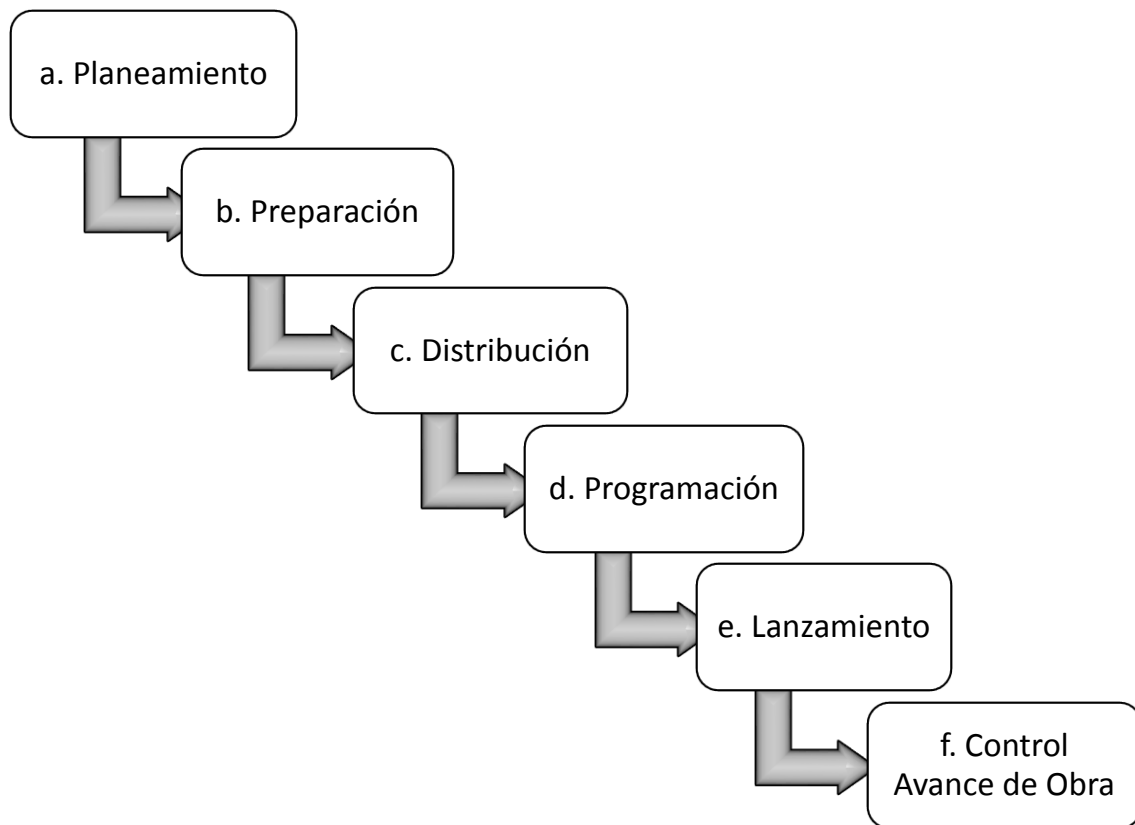 a. Planeamiento
b. Preparación
c. Distribución
d. Programación
e. Lanzamiento
f. Control
Avance de Obra